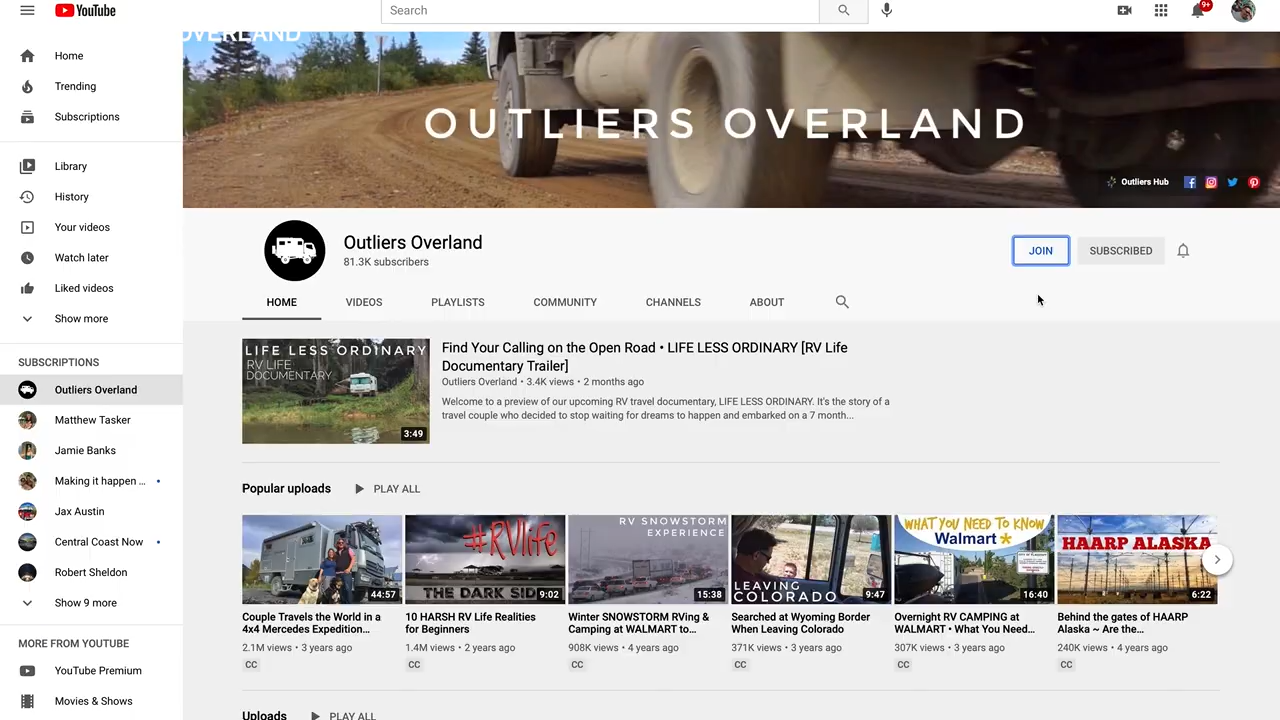 YouTube
Search
9+
OVERLAND
OUTLIERS OVERLAND
Outliers Hub
Home
Trending
Subscriptions
Library
History
Your videos
Watch later
Liked videos
Show more
SUBSCRIPTIONS
Outliers Overland
Matthew Tasker
Jamie Banks
Making it happen ...
Jax Austin
Central Coast Now
Robert Sheldon
Show 9 more
MORE FROM YOUTUBE
YouTube Premium
Movies & Shows
Outliers Overland
81.3K subscribers
JOIN
SUBSCRIBED
HOME
VIDEOS
PLAYLISTS
COMMUNITY
CHANNELS
ABOUT
LIFE LESS ORDINARY
RV LIFE
DOCUMENTARY
3:49
Find Your Calling on the Open Road • LIFE LESS ORDINARY [RV Life
Documentary Trailer]
Outliers Overland • 3.4K views • 2 months ago
Welcome to a preview of our upcoming RV travel documentary, LIFE LESS ORDINARY. It's the story of a
travel couple who decided to stop waiting for dreams to happen and embarked on a 7 month...
Popular uploads
PLAY ALL
44:57
Couple Travels the World in a
4x4 Mercedes Expedition...
2.1M views • 3 years ago
CC
#RVlife
THE DARK SID
9:02
10 HARSH RV Life Realities
for Beginners
1.4M views • 2 years ago
CC
RV SNOWSTORM
EXPERIENCE
15:38
Winter SNOWSTORM RVing &
Camping at WALMART to...
908K views • 4 years ago
CC
LEAVING
COLORADO
9:47
Searched at Wyoming Border
When Leaving Colorado
371K views • 3 years ago
CC
WHAT YOU NEED TO KNOW
Walmart
16:40
Overnight RV CAMPING at
WALMART • What You Need...
307K views • 3 years ago
CC
HAARP ALASKA
6:22
Behind the gates of HAARP
Alaska ~ Are the...
240K views • 4 years ago
CC
Uploads
PLAY ALL